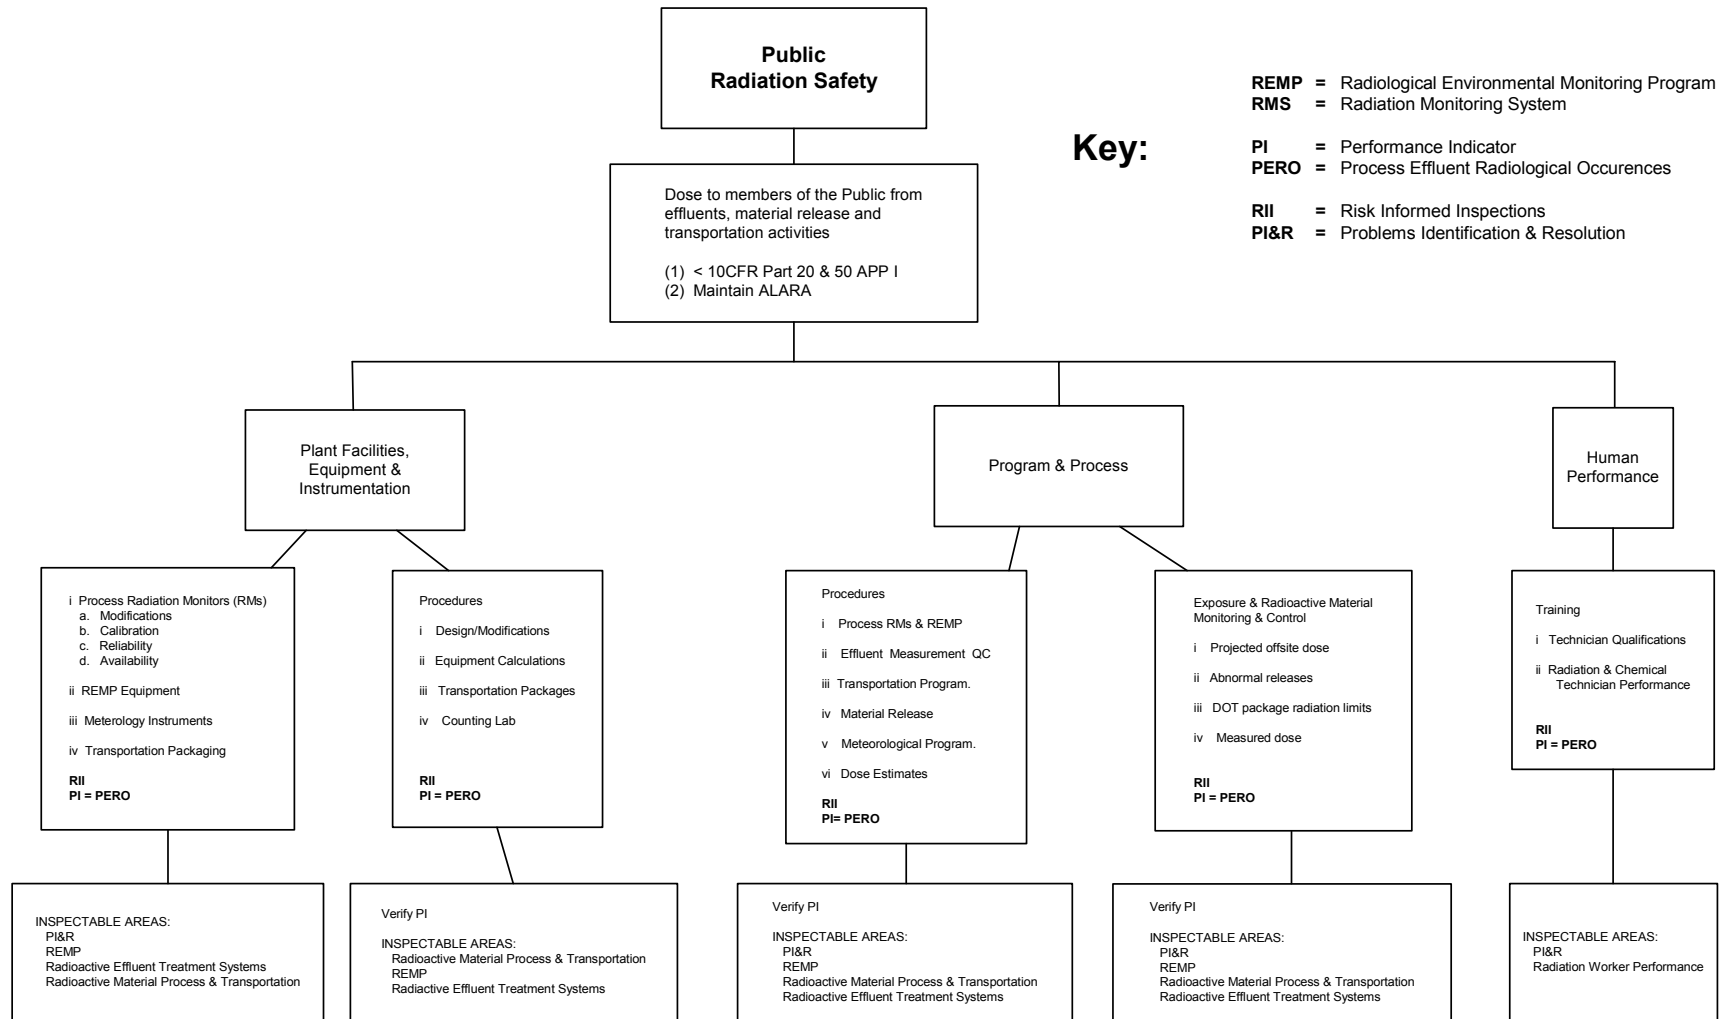 Public
Radiation Safety
Key:
REMP = Radiological Environmental Monitoring Program
RMS = Radiation Monitoring System
PI = Performance Indicator
PERO = Process Effluent Radiological Occurences
RII = Risk Informed Inspections
PI&R = Problems Identification & Resolution
Dose to members of the Public from
effluents, material release and
transportation activities
(1) < 10CFR Part 20 & 50 APP I
(2) Maintain ALARA
Plant Facilities,
Equipment &
Instrumentation
Program & Process
Human
Performance
i Process Radiation Monitors (RMs)
a. Modifications
b. Calibration
c. Reliability
d. Availability
ii REMP Equipment
iii Meterology Instruments
iv Transportation Packaging
RII
PI = PERO
Procedures
i Design/Modifications
ii Equipment Calculations
iii Transportation Packages
iv Counting Lab
RII
PI = PERO
Procedures
i Process RMs & REMP
ii Effluent Measurement QC
iii Transportation Program.
iv Material Release
v Meteorological Program.
vi Dose Estimates
RII
PI= PERO
Exposure & Radioactive Material
Monitoring & Control
i Projected offsite dose
ii Abnormal releases
iii DOT package radiation limits
iv Measured dose
RII
PI = PERO
Training
i Technician Qualifications
ii Radiation & Chemical
Technician Performance
RII
PI = PERO
INSPECTABLE AREAS:
PI&R
REMP
Radioactive Effluent Treatment Systems
Radioactive Material Process & Transportation
Verify PI
INSPECTABLE AREAS:
Radioactive Material Process & Transportation
REMP
Radiactive Effluent Treatment Systems
Verify PI
INSPECTABLE AREAS:
PI&R
REMP
Radioactive Material Process & Transportation
Radioactive Effluent Treatment Systems
Verify PI
INSPECTABLE AREAS:
PI&R
REMP
Radioactive Material Process & Transportation
Radioactive Effluent Treatment Systems
INSPECTABLE AREAS:
PI&R
Radiation Worker Performance